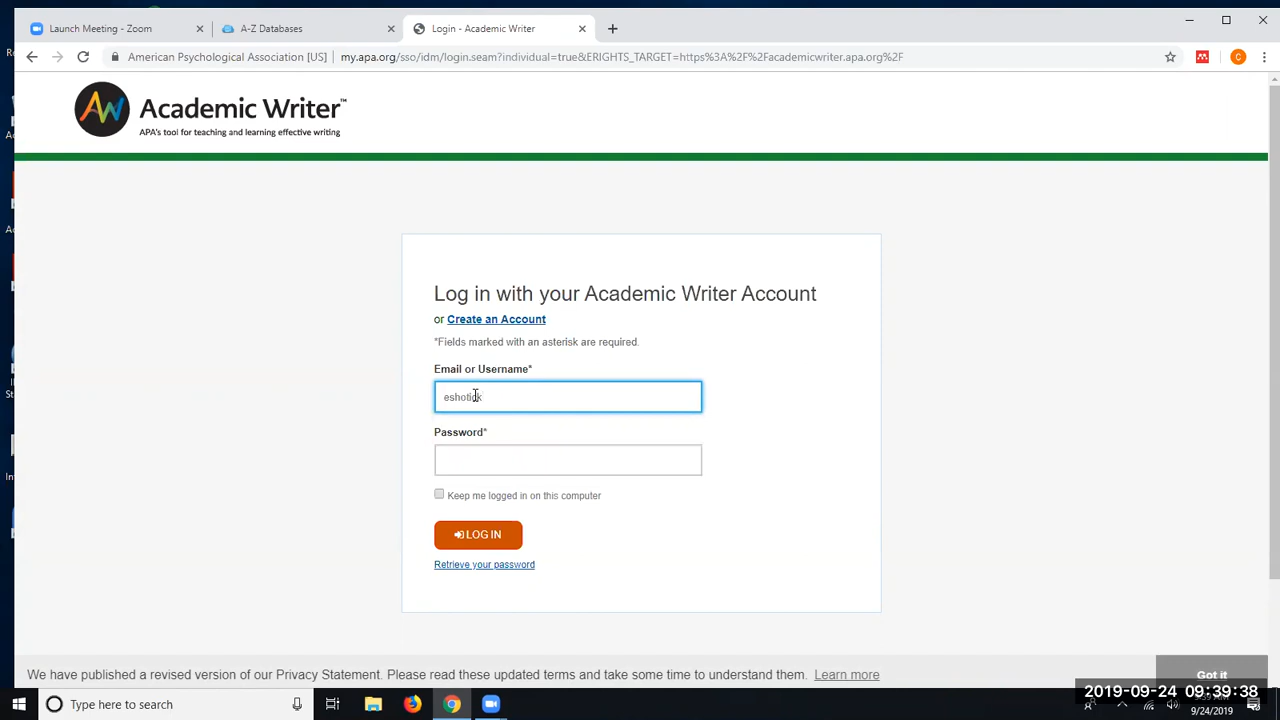 Launch Meeting - Zoom
A-Z Databases
Login - Academic Writer
American Psychological Association [US]
my.apa.org/sso/idm/login.seam?individual=true&ERIGHTS_TARGET=https%3A%2F%2Facademicwriter.apa.org%2F
C
AW Academic Writer™
APA's tool for teaching and learning effective writing
Log in with your Academic Writer Account
or Create an Account
*Fields marked with an asterisk are required.
Email or Username*
Password*
Keep me logged in on this computer
LOG IN
Retrieve your password
We have published a revised version of our Privacy Statement. Please read these updated terms and take some time to understand them. Learn more
Got it
2019-09-24 09:39:38
Type here to search
9/24/2019